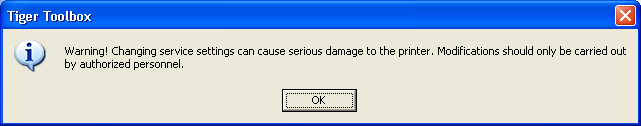 Tiger Toolbox
Warning! Changing service settings can cause serious damage to the printer. Modifications should only be carried out
by authorized personnel.
OK